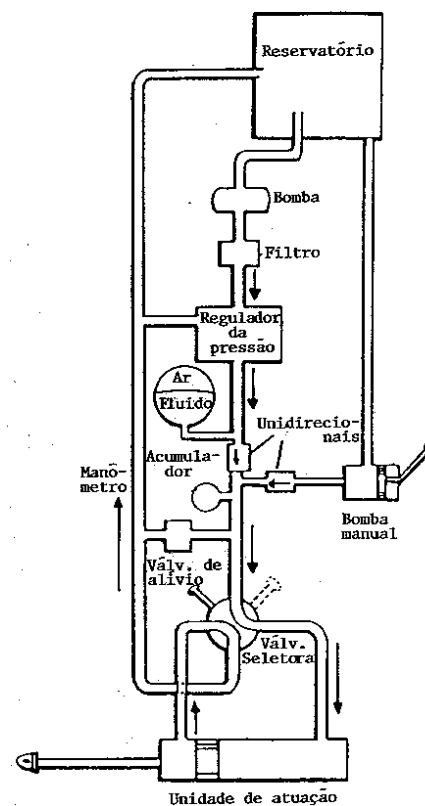 Reservatório
Bomba
Filtro
Regulador
da
pressão
Ar
Fluido
Unidirecio-
nais
Acumula-
dor
Manô-
metro
Bomba
manual
Válv. de
alívio
Válv.
Seletora
Unidade de atuação